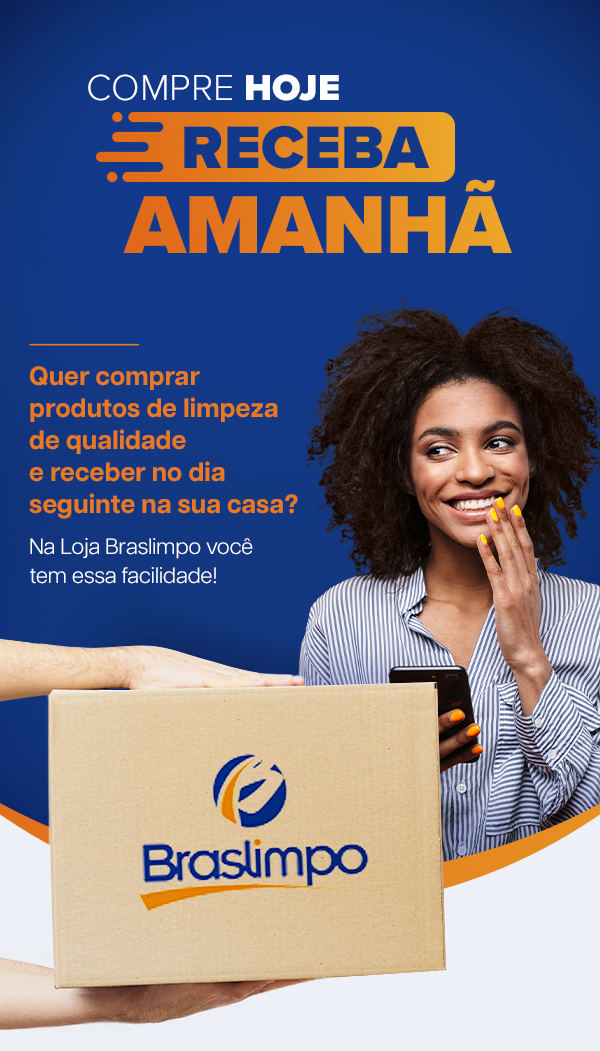 COMPRE HOJE
RECEBA
AMANHÃ
Quer comprar
produtos de limpeza
de qualidade
e receber no dia
seguinte na sua casa?
Na Loja Braslimpo você
tem essa facilidade!
Braslimpo